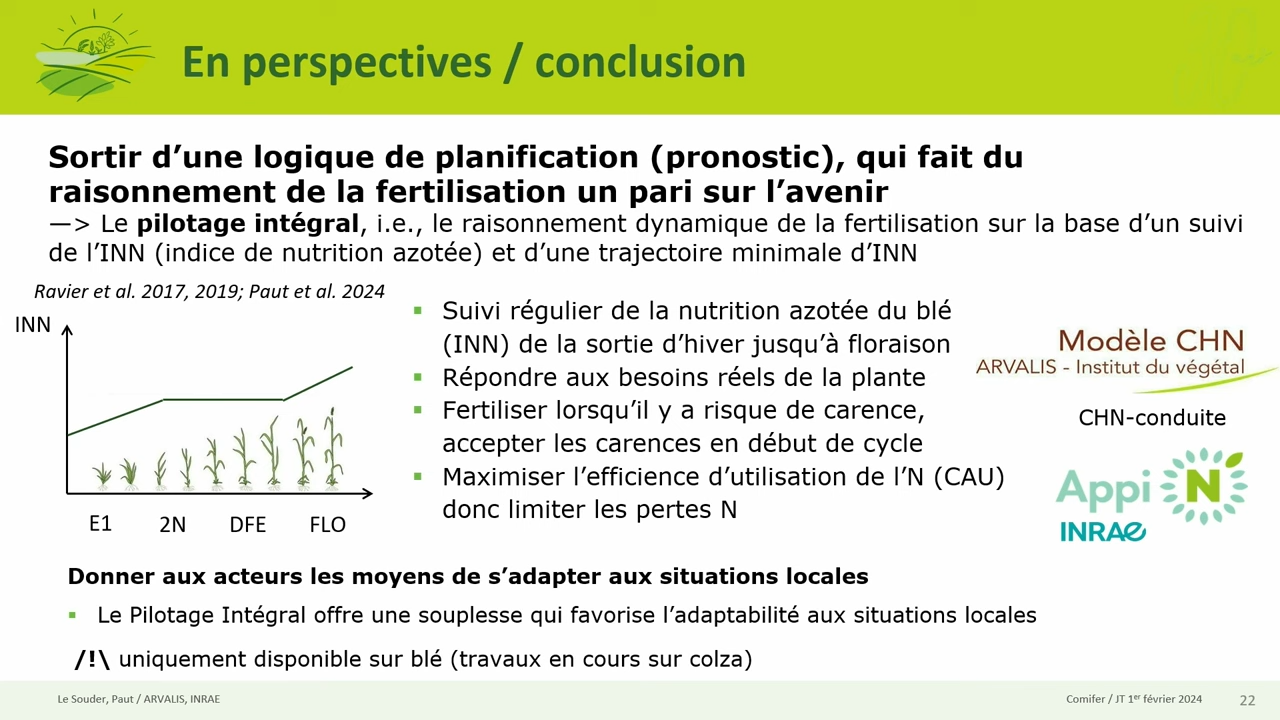 En perspectives / conclusion
Sortir d’une logique de planification (pronostic), qui fait du
raisonnement de la fertilisation un pari sur l’avenir
—> Le pilotage intégral, i.e., le raisonnement dynamique de la fertilisation sur la base d’un suivi
de l’INN (indice de nutrition azotée) et d’une trajectoire minimale d’INN
Ravier et al. 2017, 2019; Paut et al. 2024
INN
E1 2N DFE FLO
▪ Suivi régulier de la nutrition azotée du blé
(INN) de la sortie d’hiver jusqu’à floraison
▪ Répondre aux besoins réels de la plante
▪ Fertiliser lorsqu’il y a risque de carence,
accepter les carences en début de cycle
▪ Maximiser l’efficience d’utilisation de l’N (CAU)
donc limiter les pertes N
Modèle CHN
ARVALIS - Institut du végétal
CHN-conduite
Appi N
INRAE
Donner aux acteurs les moyens de s’adapter aux situations locales
▪ Le Pilotage Intégral offre une souplesse qui favorise l’adaptabilité aux situations locales
/!\ uniquement disponible sur blé (travaux en cours sur colza)
Le Souder, Paut / ARVALIS, INRAE
Comifer / JT 1er février 2024
22